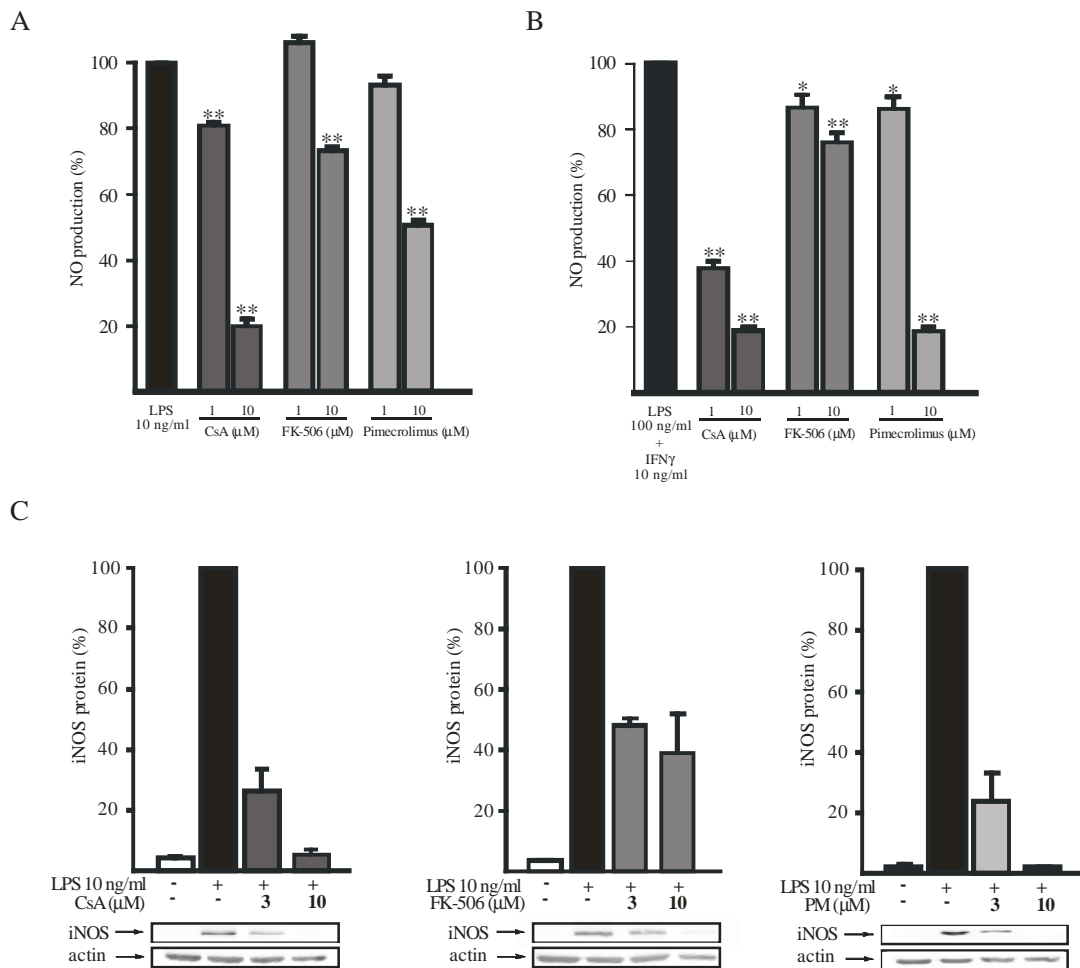 A
NO production (%)
100
80
60
40
20
**
**
**
**
LPS
10 ng/ml
1 10
CsA (μM)
1 10
FK-506 (μM)
1 10
Pimecrolimus (μM)
B
NO production (%)
100
80
60
40
20
**
**
*
**
*
**
LPS
100 ng/ml
+
IFNγ
10 ng/ml
1 10
CsA (μM)
1 10
FK-506 (μM)
1 10
Pimecrolimus (μM)
C
iNOS protein (%)
100
80
60
40
20
LPS 10 ng/ml - + + +
CsA (μM) - - 3 10
iNOS
actin
iNOS protein (%)
100
80
60
40
20
LPS 10 ng/ml - + + +
FK-506 (μM) - - 3 10
iNOS
actin
iNOS protein (%)
100
80
60
40
20
LPS 10 ng/ml - + + +
PM (μM) - - 3 10
iNOS
actin